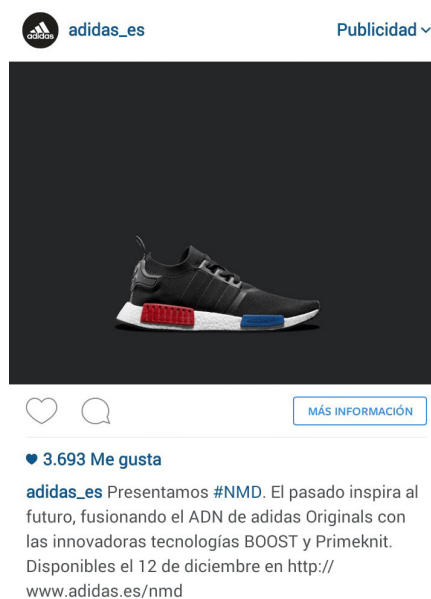 adidas
adidas_es
Publicidad
MÁS INFORMACIÓN
3.693 Me gusta
adidas_es Presentamos #NMD. El pasado inspira al
futuro, fusionando el ADN de adidas Originals con
las innovadoras tecnologías BOOST y Primeknit.
Disponibles el 12 de diciembre en http://
www.adidas.es/nmd